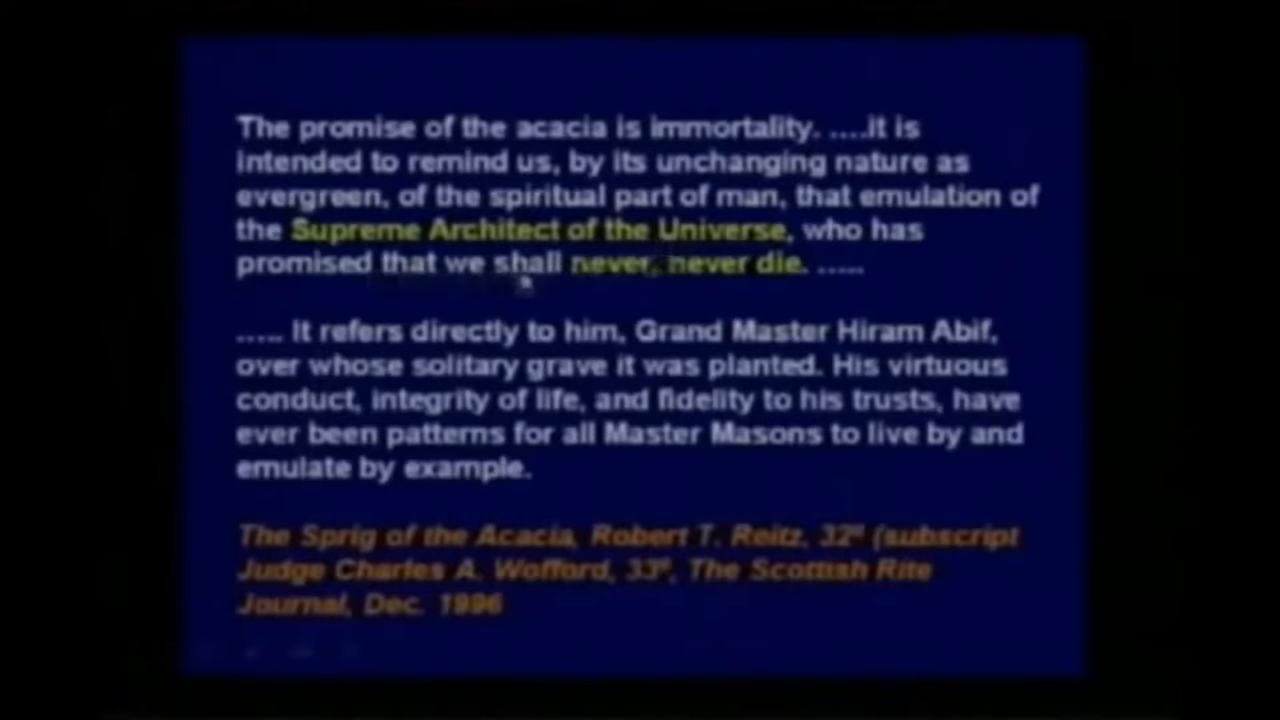 The promise of the acacia is immortality. ....it is
intended to remind us, by its unchanging nature as
evergreen, of the spiritual part of man, that emulation of
the Supreme Architect of the Universe, who has
promised that we shall never, never die. .....
..... It refers directly to him, Grand Master Hiram Abif,
over whose solitary grave it was planted. His virtuous
conduct, integrity of life, and fidelity to his trusts, have
ever been patterns for all Master Masons to live by and
emulate by example.
The Sprig of the Acacia, Robert T. Reitz, 32º (subscript
Judge Charles A. Wofford, 33º, The Scottish Rite
Journal, Dec. 1996